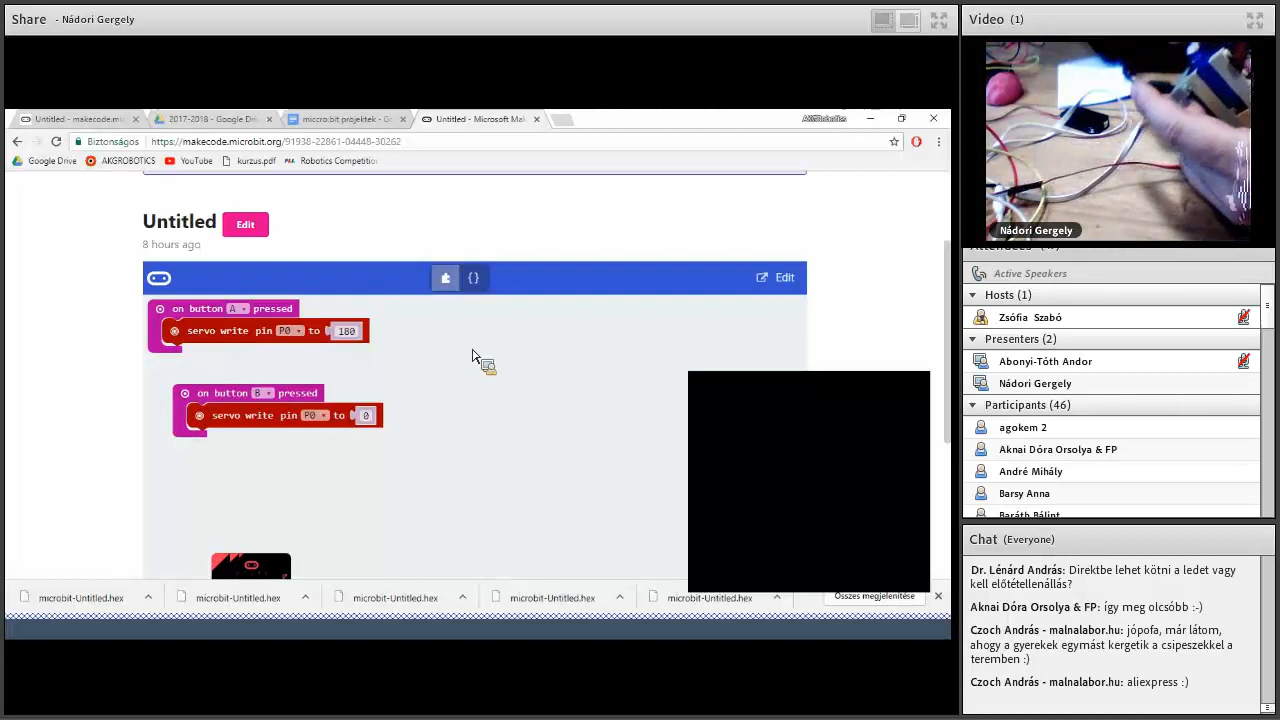 Share - Nádori Gergely
Video (1)
Untitled - makecode.mi
2017-2018 - Google Dri
miccro:bit projektek - Go
Untitled - Microsoft Mak
Biztonságos
https://makecode.microbit.org/91938-22861-04448-30262
Google Drive
AKGROBOTICS
YouTube
kurzus.pdf
Robotics Competitio
Untitled
Edit
8 hours ago
{}
Edit
on button A pressed
servo write pin P0 to 180
on button B pressed
servo write pin P0 to 0
microbit-Untitled.hex
microbit-Untitled.hex
microbit-Untitled.hex
microbit-Untitled.hex
microbit-Untitled.hex
Összes megjelenítése
Nádori Gergely
Active Speakers
Hosts (1)
Zsófia Szabó
Presenters (2)
Abonyi-Tóth Andor
Nádori Gergely
Participants (46)
agokem 2
Aknai Dóra Orsolya & FP
André Mihály
Barsy Anna
Baráth Bálint
Chat (Everyone)
Dr. Lénárd András: Direktbe lehet kötni a ledet vagy
kell előtétellenállás?
Aknai Dóra Orsolya & FP: így meg olcsóbb :-)
Czoch András - malnalabor.hu: jópofa, már látom,
ahogy a gyerekek egymást kergetik a csipeszekkel a
teremben :)
Czoch András - malnalabor.hu: aliexpress :)